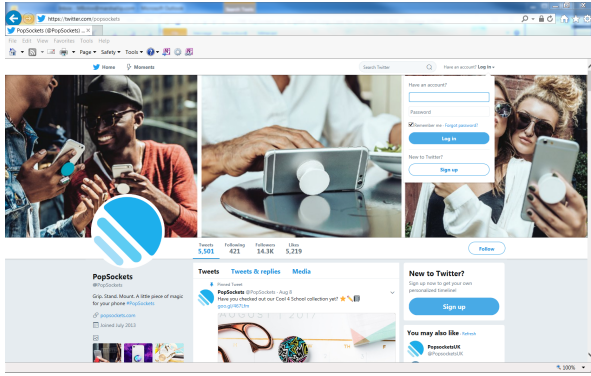 https://twitter.com/popsockets
PopSockets (@PopSockets) ...
File Edit View Favorites Tools Help
Page Safety Tools
Home Moments
Search Twitter
Have an account? Log in
Have an account?
Password
Remember me · Forgot password?
Log in
New to Twitter?
Sign up
Tweets Following Followers Likes
5,501 421 14.3K 5,219
Follow
PopSockets
@PopSockets
Grip. Stand. Mount. A little piece of magic
for your phone #PopSockets
popsockets.com
Joined July 2013
Tweets Tweets & replies Media
Pinned Tweet
PopSockets @PopSockets · Aug 8
Have you checked out our Cool 4 School collection yet?
AUGUST 2017
New to Twitter?
Sign up now to get your own
personalized timeline!
Sign up
You may also like · Refresh
PopsocketsUK
@PopSocketsUK
100%